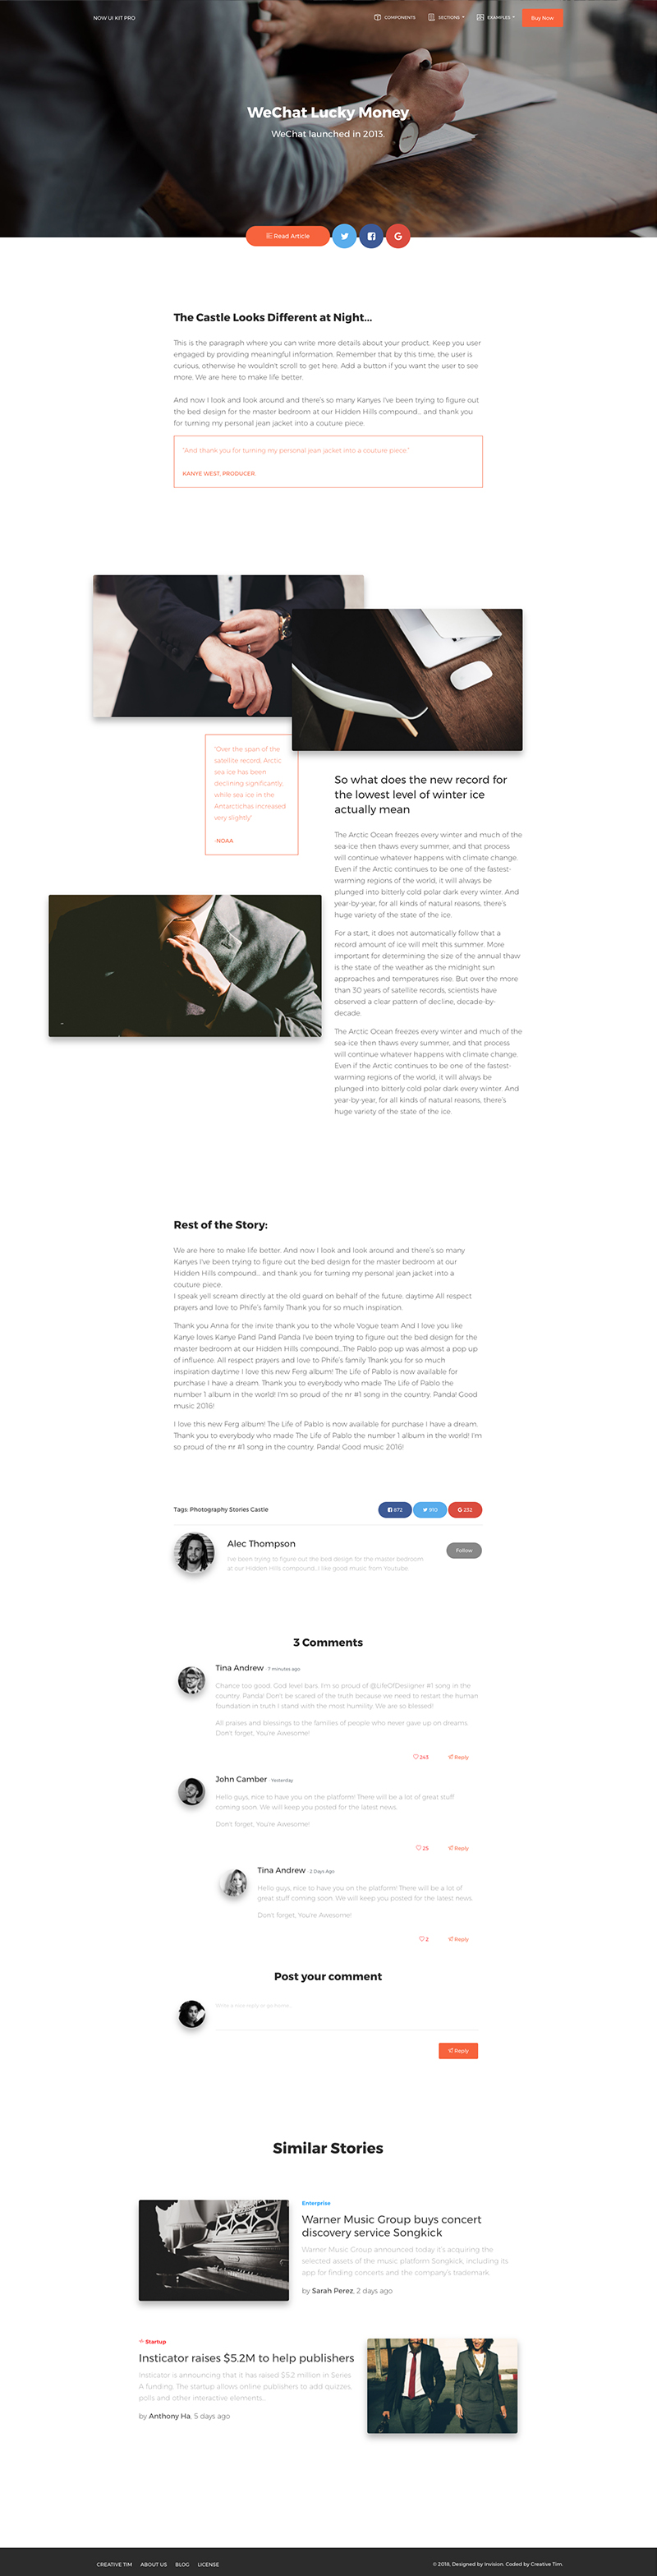 NOW UI KIT PRO
COMPONENTS
SECTIONS
EXAMPLES
Buy Now
WeChat Lucky Money
WeChat launched in 2013.
Read Article
The Castle Looks Different at Night...
This is the paragraph where you can write more details about your product. Keep you user
engaged by providing meaningful information. Remember that by this time, the user is
curious, otherwise he wouldn't scroll to get here. Add a button if you want the user to see
more. We are here to make life better.
And now I look and look around and there's so many Kanyes I've been trying to figure out
the bed design for the master bedroom at our Hidden Hills compound... and thank you
for turning my personal jean jacket into a couture piece.
"And thank you for turning my personal jean jacket into a couture piece."
KANYE WEST, PRODUCER.
"Over the span of the
satellite record, Arctic
sea ice has been
declining significantly,
while sea ice in the
Antarctichas increased
very slightly"
-NOAA
So what does the new record for
the lowest level of winter ice
actually mean
The Arctic Ocean freezes every winter and much of the
sea-ice then thaws every summer, and that process
will continue whatever happens with climate change.
Even if the Arctic continues to be one of the fastest-
warming regions of the world, it will always be
plunged into bitterly cold polar dark every winter. And
year-by-year, for all kinds of natural reasons, there's
huge variety of the state of the ice.
For a start, it does not automatically follow that a
record amount of ice will melt this summer. More
important for determining the size of the annual thaw
is the state of the weather as the midnight sun
approaches and temperatures rise. But over the more
than 30 years of satellite records, scientists have
observed a clear pattern of decline, decade-by-
decade.
The Arctic Ocean freezes every winter and much of the
sea-ice then thaws every summer, and that process
will continue whatever happens with climate change.
Even if the Arctic continues to be one of the fastest-
warming regions of the world, it will always be
plunged into bitterly cold polar dark every winter. And
year-by-year, for all kinds of natural reasons, there's
huge variety of the state of the ice.
Rest of the Story:
We are here to make life better. And now I look and look around and there's so many
Kanyes I've been trying to figure out the bed design for the master bedroom at our
Hidden Hills compound... and thank you for turning my personal jean jacket into a
couture piece.
I speak yell scream directly at the old guard on behalf of the future. daytime All respect
prayers and love to Phife's family Thank you for so much inspiration.
Thank you Anna for the invite thank you to the whole Vogue team And I love you like
Kanye loves Kanye Pand Pand Panda I've been trying to figure out the bed design for the
master bedroom at our Hidden Hills compound...The Pablo pop up was almost a pop up
of influence. All respect prayers and love to Phife's family Thank you for so much
inspiration daytime I love this new Ferg album! The Life of Pablo is now available for
purchase I have a dream. Thank you to everybody who made The Life of Pablo the
number 1 album in the world! I'm so proud of the nr #1 song in the country. Panda! Good
music 2016!
I love this new Ferg album! The Life of Pablo is now available for purchase I have a dream.
Thank you to everybody who made The Life of Pablo the number 1 album in the world! I'm
so proud of the nr #1 song in the country. Panda! Good music 2016!
Tags: Photography Stories Castle
872
910
232
Alec Thompson
I've been trying to figure out the bed design for the master bedroom
at our Hidden Hills compound...I like good music from Youtube.
Follow
3 Comments
Tina Andrew · 7 minutes ago
Chance too good. God level bars. I'm so proud of @LifeOfDesigner #1 song in the
country. Panda! Don't be scared of the truth because we need to restart the human
foundation in truth I stand with the most humility. We are so blessed!
All praises and blessings to the families of people who never gave up on dreams.
Don't forget, You're Awesome!
243
Reply
John Camber · Yesterday
Hello guys, nice to have you on the platform! There will be a lot of great stuff
coming soon. We will keep you posted for the latest news.
Don't forget, You're Awesome!
25
Reply
Tina Andrew · 2 Days Ago
Hello guys, nice to have you on the platform! There will be a lot of
great stuff coming soon. We will keep you posted for the latest news.
Don't forget, You're Awesome!
2
Reply
Post your comment
Write a nice reply or go home...
Reply
Similar Stories
Enterprise
Warner Music Group buys concert
discovery service Songkick
Warner Music Group announced today it's acquiring the
selected assets of the music platform Songkick, including its
app for finding concerts and the company's trademark.
by Sarah Perez, 2 days ago
Startup
Insticator raises $5.2M to help publishers
Insticator is announcing that it has raised $5.2 million in Series
A funding. The startup allows online publishers to add quizzes,
polls and other interactive elements...
by Anthony Ha, 5 days ago
CREATIVE TIM
ABOUT US
BLOG
LICENSE
© 2018, Designed by Invision. Coded by Creative Tim.